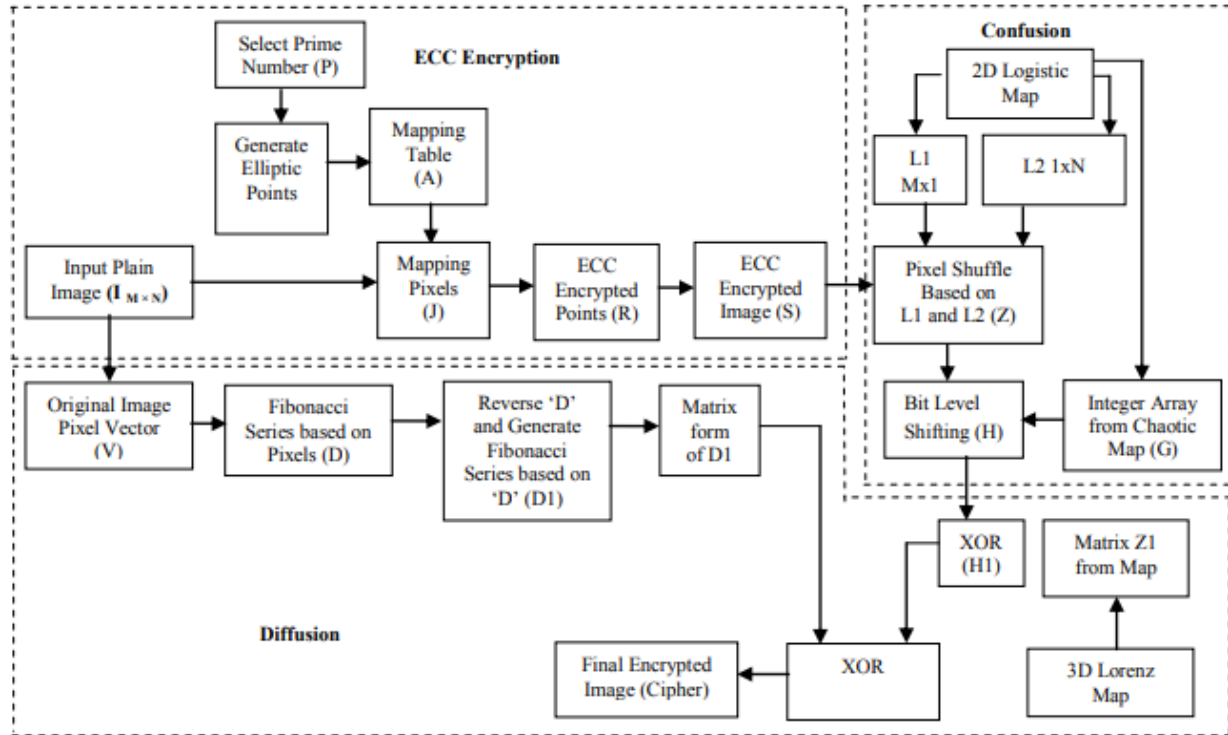 Select Prime
Number (P)
ECC Encryption
Generate
Elliptic
Points
Mapping
Table
(A)
Input Plain
Image (I M × N)
Mapping
Pixels
(J)
ECC
Encrypted
Points (R)
ECC
Encrypted
Image (S)
Confusion
2D Logistic
Map
L1
Mx1
L2 1xN
Pixel Shuffle
Based on
L1 and L2 (Z)
Bit Level
Shifting (H)
Integer Array
from Chaotic
Map (G)
Original Image
Pixel Vector
(V)
Fibonacci
Series based on
Pixels (D)
Reverse ‘D’
and Generate
Fibonacci
Series based on
‘D’ (D1)
Matrix
form
of D1
XOR
(H1)
Matrix Z1
from Map
Diffusion
Final Encrypted
Image (Cipher)
XOR
3D Lorenz
Map